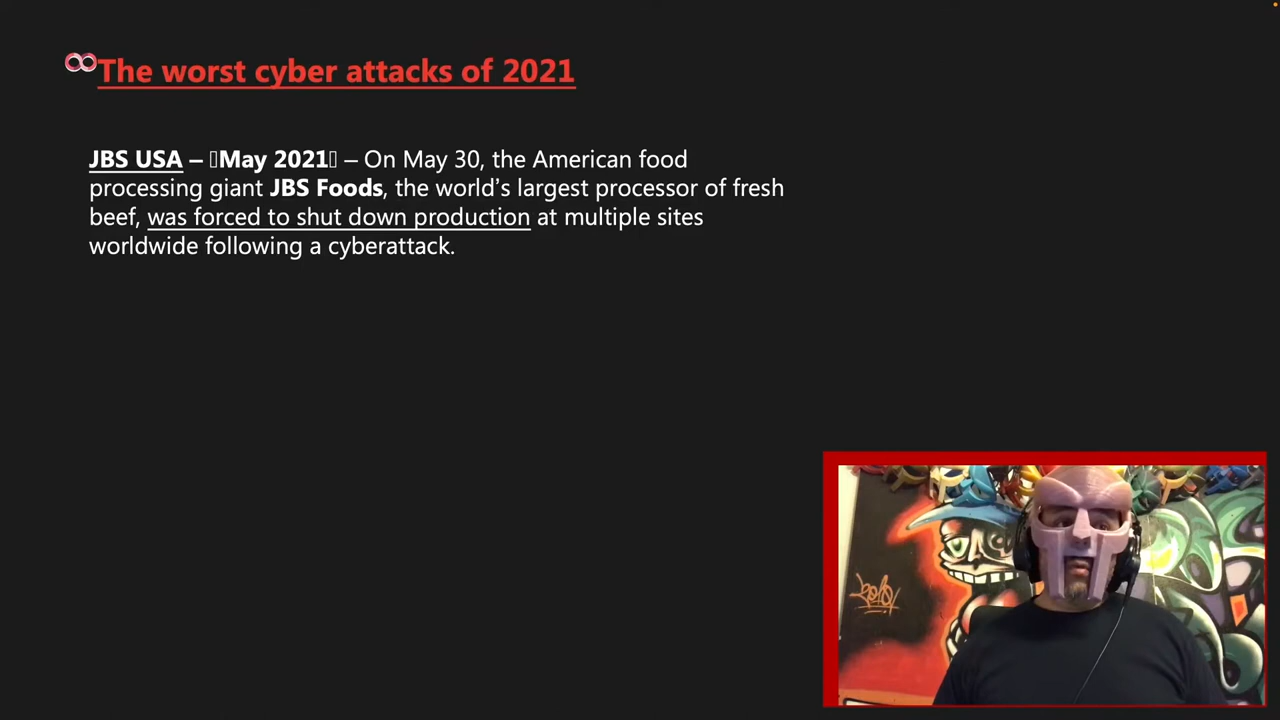 The worst cyber attacks of 2021
JBS USA – ▯May 2021▯ – On May 30, the American food
processing giant JBS Foods, the world’s largest processor of fresh
beef, was forced to shut down production at multiple sites
worldwide following a cyberattack.